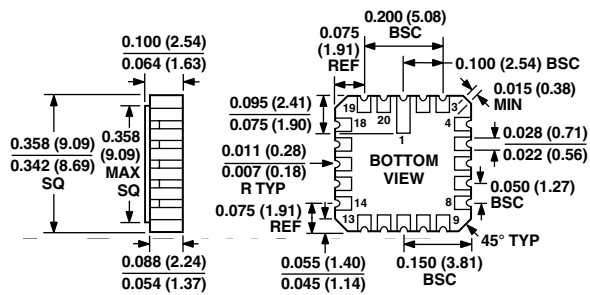 0.100 (2.54)
0.064 (1.63)
0.358 (9.09)
0.342 (8.69)
SQ
0.358
(9.09)
MAX
SQ
0.088 (2.24)
0.054 (1.37)
0.200 (5.08)
BSC
0.075
(1.91)
REF
0.100 (2.54) BSC
0.015 (0.38)
MIN
0.095 (2.41)
0.075 (1.90)
19
20
3
18
4
1
0.028 (0.71)
0.022 (0.56)
0.011 (0.28)
0.007 (0.18)
R TYP
BOTTOM
VIEW
0.050 (1.27)
BSC
0.075 (1.91)
REF
14
8
13
9
45° TYP
0.055 (1.40)
0.045 (1.14)
0.150 (3.81)
BSC